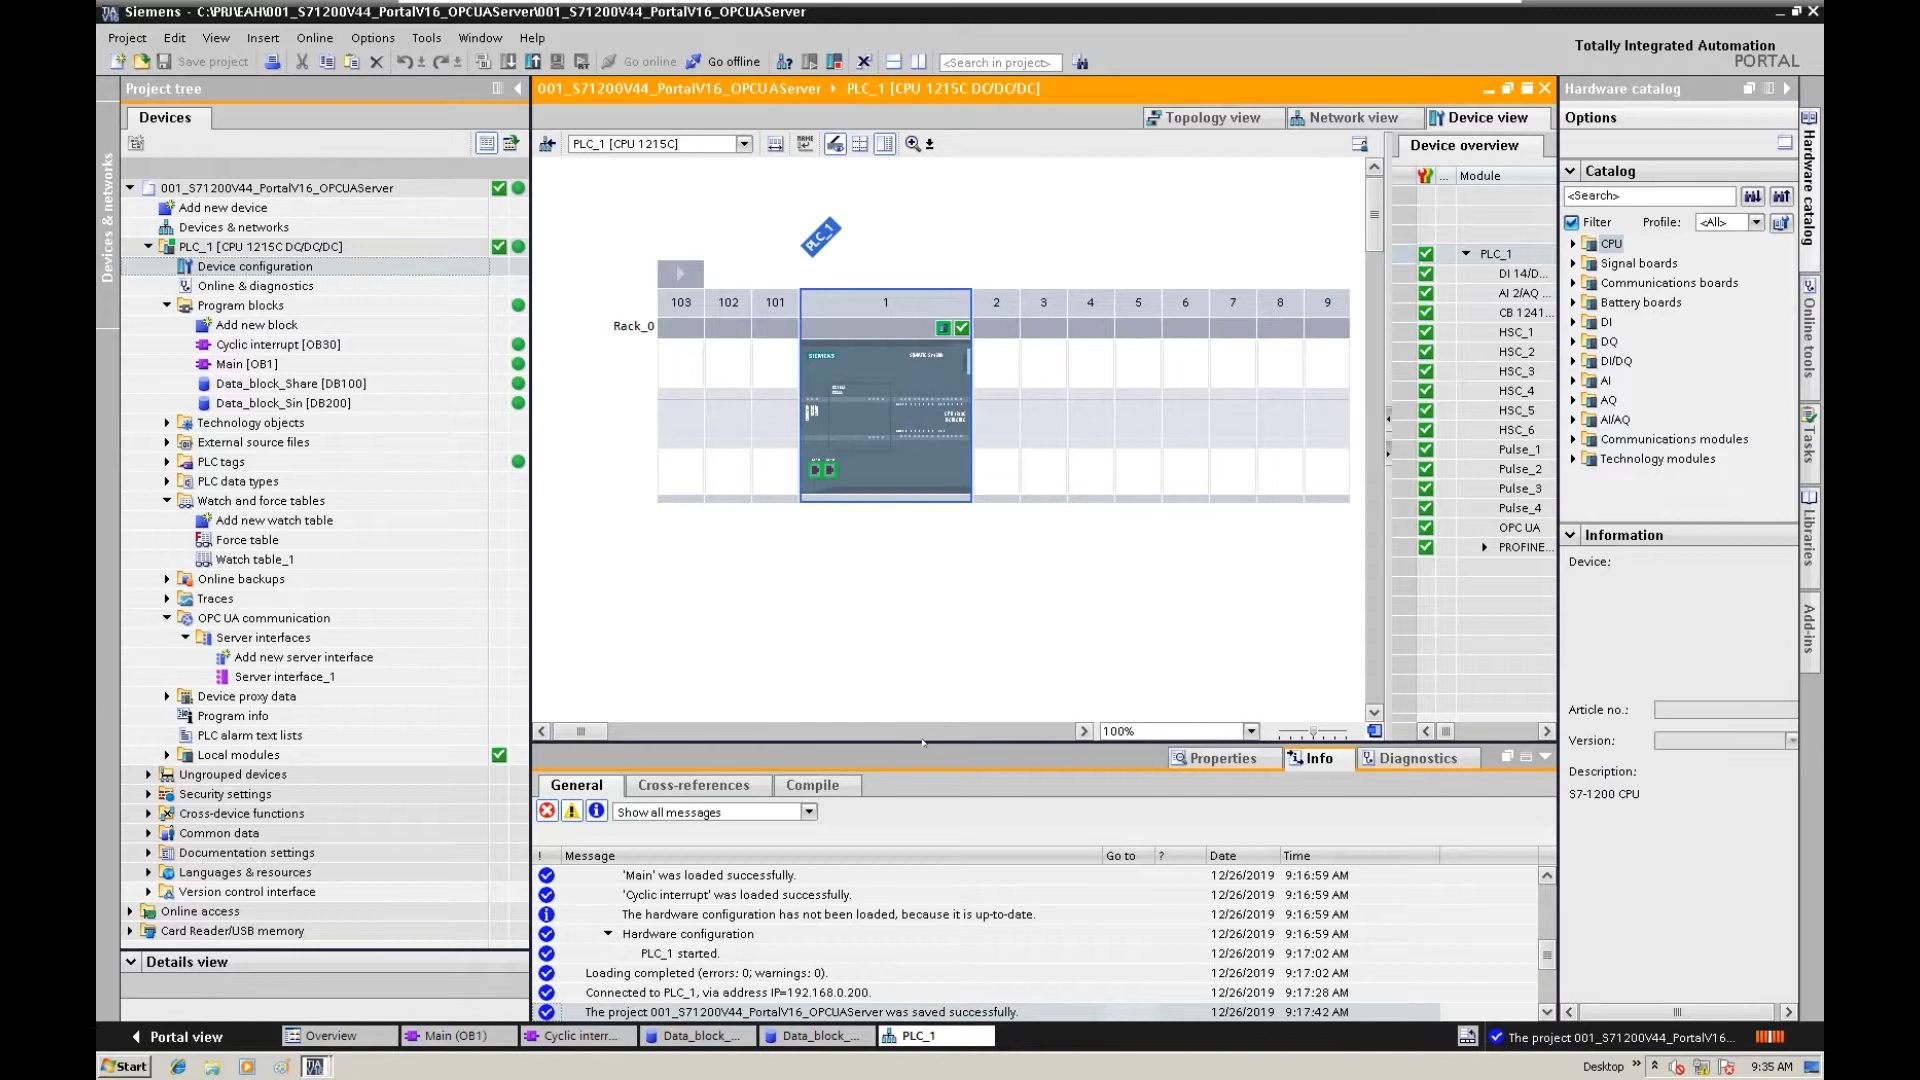 Siemens - C:\PRJ\EAH\001_S71200V44_PortalV16_OPCUAServer\001_S71200V44_PortalV16_OPCUAServer
Project Edit View Insert Online Options Tools Window Help
Totally Integrated Automation
PORTAL
Save project
Go online
Go offline
<Search in project>
Project tree
Devices
Devices & networks
001_S71200V44_PortalV16_OPCUAServer
Add new device
Devices & networks
PLC_1 [CPU 1215C DC/DC/DC]
Device configuration
Online & diagnostics
Program blocks
Add new block
Cyclic interrupt [OB30]
Main [OB1]
Data_block_Share [DB100]
Data_block_Sin [DB200]
Technology objects
External source files
PLC tags
PLC data types
Watch and force tables
Add new watch table
Force table
Watch table_1
Online backups
Traces
OPC UA communication
Server interfaces
Add new server interface
Server interface_1
Device proxy data
Program info
PLC alarm text lists
Local modules
Ungrouped devices
Security settings
Cross-device functions
Common data
Documentation settings
Languages & resources
Version control interface
Online access
Card Reader/USB memory
Details view
001_S71200V44_PortalV16_OPCUAServer PLC_1 [CPU 1215C DC/DC/DC]
Topology view
Network view
Device view
PLC_1 [CPU 1215C]
PLC_1
103 102 101 1 2 3 4 5 6 7 8 9
Rack_0
SIEMENS
100%
Device overview
... Module
PLC_1
DI 14/D...
AI 2/AQ ...
CB 1241...
HSC_1
HSC_2
HSC_3
HSC_4
HSC_5
HSC_6
Pulse_1
Pulse_2
Pulse_3
Pulse_4
OPC UA
PROFINE...
Properties
Info
Diagnostics
General
Cross-references
Compile
Show all messages
! Message Go to ? Date Time
'Main' was loaded successfully. 12/26/2019 9:16:59 AM
'Cyclic interrupt' was loaded successfully. 12/26/2019 9:16:59 AM
The hardware configuration has not been loaded, because it is up-to-date. 12/26/2019 9:16:59 AM
Hardware configuration 12/26/2019 9:16:59 AM
PLC_1 started. 12/26/2019 9:17:02 AM
Loading completed (errors: 0; warnings: 0). 12/26/2019 9:17:02 AM
Connected to PLC_1, via address IP=192.168.0.200. 12/26/2019 9:17:28 AM
The project 001_S71200V44_PortalV16_OPCUAServer was saved successfully. 12/26/2019 9:17:42 AM
Hardware catalog
Options
Catalog
<Search>
Filter
Profile: <All>
CPU
Signal boards
Communications boards
Battery boards
DI
DQ
DI/DQ
AI
AQ
AI/AQ
Communications modules
Technology modules
Information
Device:
Article no.:
Version:
Description:
S7-1200 CPU
Hardware catalog
Online tools
Tasks
Libraries
Add-ins
Portal view
Overview
Main (OB1)
Cyclic interr...
Data_block_...
Data_block_...
PLC_1
The project 001_S71200V44_PortalV16...
Start
Desktop
9:35 AM